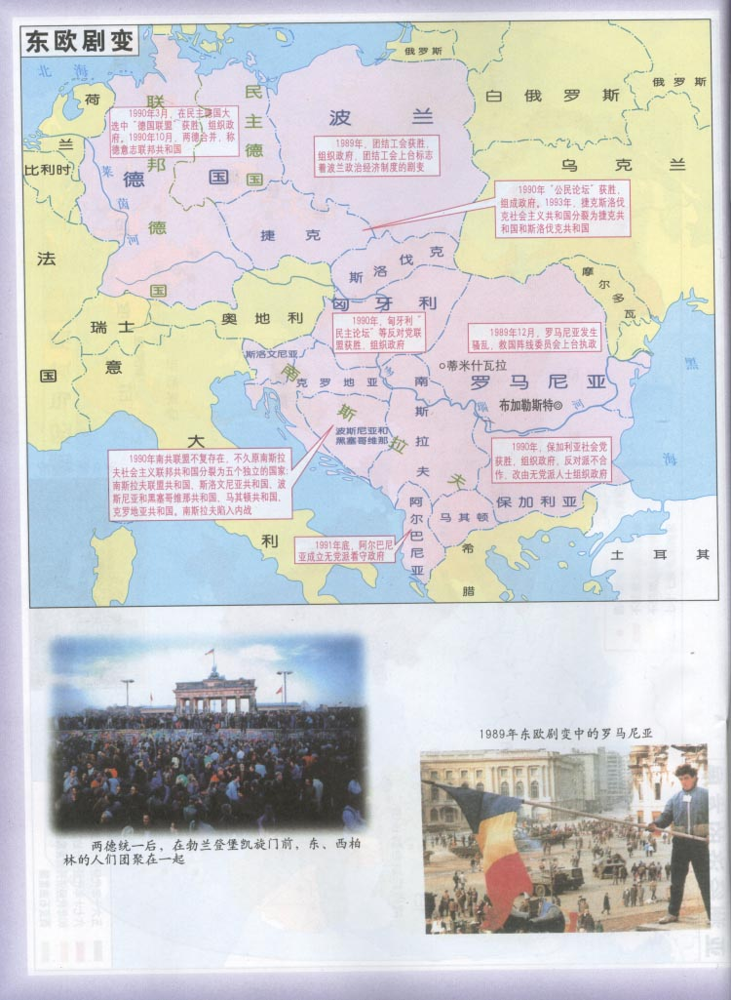 东欧剧变
北海
俄罗斯
俄罗斯
荷
兰
联
邦
德
国
民
主
德
国
波兰
白俄罗斯
1990年3月，在民主德国大
选中“德国联盟”获胜，组织政
府。1990年10月，两德合并，称
德意志联邦共和国
1989年，团结工会获胜，
组织政府，团结工会上台标志
着波兰政治经济制度的剧变
比利时
莱茵河
德国
乌克兰
1990年“公民论坛”获胜，
组成政府。1993年，捷克斯洛伐
克社会主义共和国分裂为捷克共
和国和斯洛伐克共和国
捷克
斯洛伐克
法
国
摩尔多瓦
瑞士
奥地利
匈牙利
1990年，匈牙利“
民主论坛”等反对党联
盟获胜，组织政府
1989年12月，罗马尼亚发生
骚乱，救国阵线委员会上台执政
斯洛文尼亚
意
大
利
克罗地亚
南
斯
拉
夫
南
斯
拉
夫
蒂米什瓦拉
罗马尼亚
布加勒斯特
河
黑
海
波斯尼亚和
黑塞哥维那
1990年南共联盟不复存在，不久原南斯拉
夫社会主义联邦共和国分裂为五个独立的国家:
南斯拉夫联盟共和国、斯洛文尼亚共和国、波
斯尼亚和黑塞哥维那共和国、马其顿共和国、
克罗地亚共和国。南斯拉夫陷入内战
1990年，保加利亚社会党
获胜，组织政府，反对派不合
作，改由无党派人士组织政府
阿尔巴尼亚
马其顿
保加利亚
1991年底，阿尔巴尼
亚成立无党派看守政府
希
腊
土耳其
1989年东欧剧变中的罗马尼亚
两德统一后，在勃兰登堡凯旋门前，东、西柏
林的人们团聚在一起